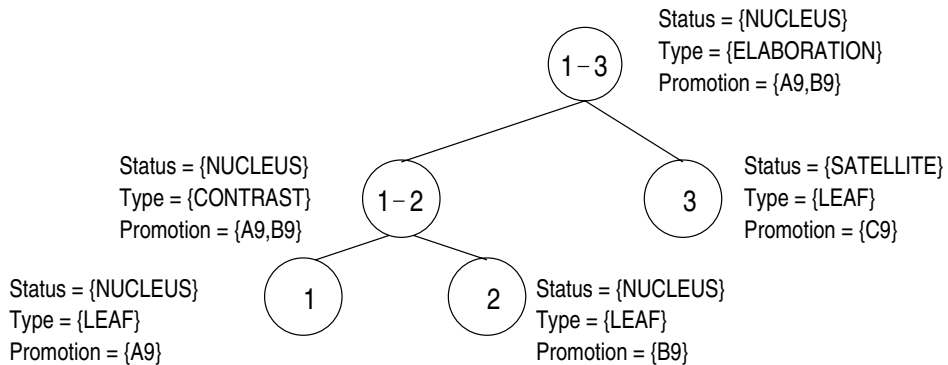 Status = {NUCLEUS}
Type = {ELABORATION}
Promotion = {A9,B9}
1–3
Status = {NUCLEUS}
Type = {CONTRAST}
Promotion = {A9,B9}
1–2
3
Status = {SATELLITE}
Type = {LEAF}
Promotion = {C9}
Status = {NUCLEUS}
Type = {LEAF}
Promotion = {A9}
1
2
Status = {NUCLEUS}
Type = {LEAF}
Promotion = {B9}